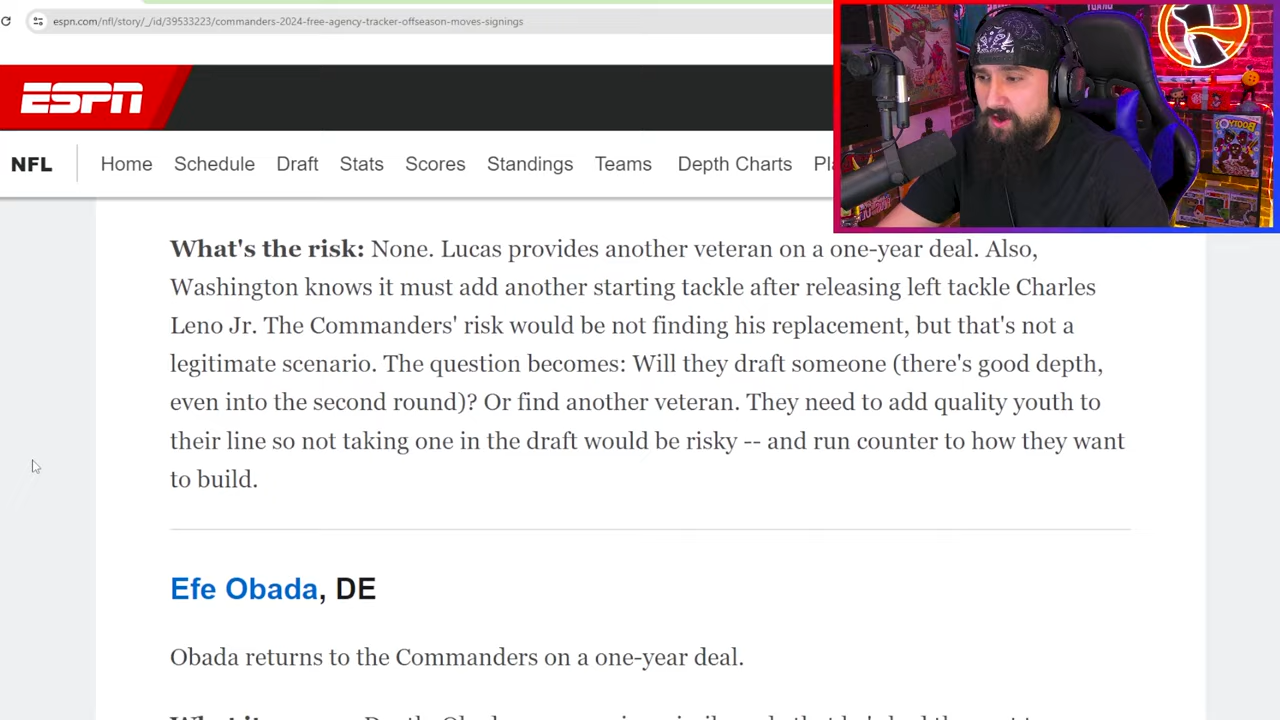 espn.com/nfl/story/_/id/39533223/commanders-2024-free-agency-tracker-offseason-moves-signings
ESPN
NFL Home Schedule Draft Stats Scores Standings Teams Depth Charts
What's the risk: None. Lucas provides another veteran on a one-year deal. Also,
Washington knows it must add another starting tackle after releasing left tackle Charles
Leno Jr. The Commanders' risk would be not finding his replacement, but that's not a
legitimate scenario. The question becomes: Will they draft someone (there's good depth,
even into the second round)? Or find another veteran. They need to add quality youth to
their line so not taking one in the draft would be risky -- and run counter to how they want
to build.
Efe Obada, DE
Obada returns to the Commanders on a one-year deal.